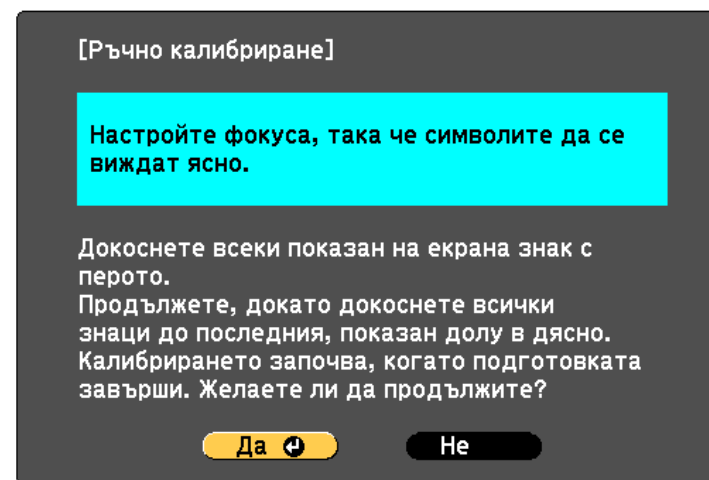 [Ръчно калибриране]
Настройте фокуса, така че символите да се
виждат ясно.
Докоснете всеки показан на екрана знак с
перото.
Продължете, докато докоснете всички
знаци до последния, показан долу в дясно.
Калибрирането започва, когато подготовката
завърши. Желаете ли да продължите?
Да Не